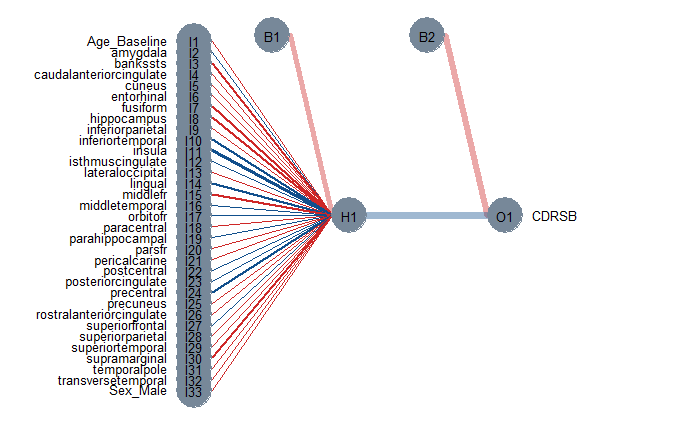 B1 B2
Age_Baseline I1
amygdala I2
bankssts I3
caudalanteriorcingulate I4
cuneus I5
entorhinal I6
fusiform I7
hippocampus I8
inferiorparietal I9
inferiortemporal I10
insula I11
isthmuscingulate I12
lateraloccipital I13
lingual I14
middlefr I15
middletemporal I16
orbitofr I17 H1 O1 CDRSB
paracentral I18
parahippocampal I19
parsfr I20
pericalcarine I21
postcentral I22
posteriorcingulate I23
precentral I24
precuneus I25
rostralanteriorcingulate I26
superiorfrontal I27
superiorparietal I28
superiortemporal I29
supramarginal I30
temporalpole I31
transversetemporal I32
Sex_Male I33